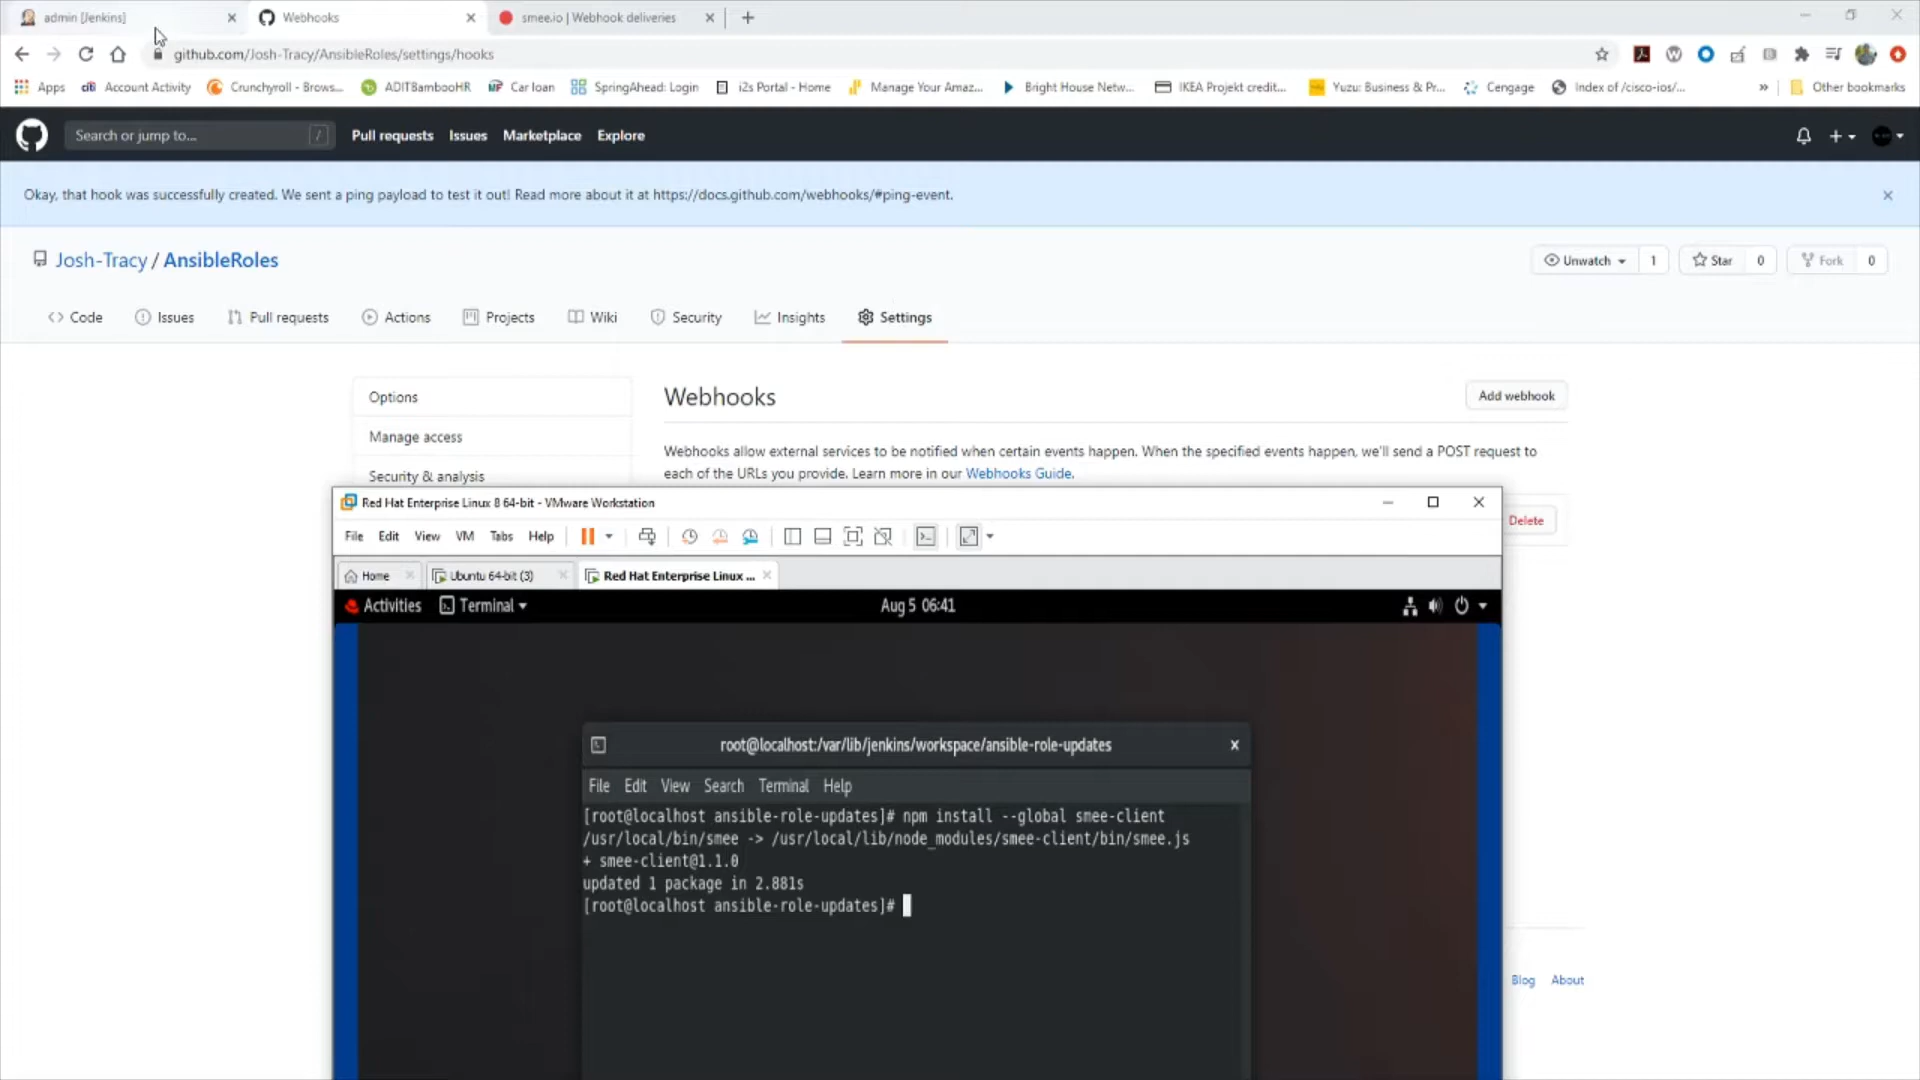 admin [Jenkins]
Webhooks
smee.io | Webhook deliveries
github.com/Josh-Tracy/AnsibleRoles/settings/hooks
Apps
citi Account Activity
Crunchyroll - Brows...
ADITBambooHR
Car loan
SpringAhead: Login
i2s Portal - Home
Manage Your Amaz...
Bright House Netw...
IKEA Projekt credit...
Yuzu: Business & Pr...
Cengage
Index of /cisco-ios/...
»
Other bookmarks
Search or jump to...
/
Pull requests
Issues
Marketplace
Explore
Okay, that hook was successfully created. We sent a ping payload to test it out! Read more about it at https://docs.github.com/webhooks/#ping-event.
Josh-Tracy / AnsibleRoles
Unwatch
1
Star
0
Fork
0
Code
Issues
Pull requests
Actions
Projects
Wiki
Security
Insights
Settings
Options
Manage access
Security & analysis
Webhooks
Add webhook
Webhooks allow external services to be notified when certain events happen. When the specified events happen, we'll send a POST request to
each of the URLs you provide. Learn more in our Webhooks Guide.
Delete
Red Hat Enterprise Linux 8 64-bit - VMware Workstation
File Edit View VM Tabs Help
Home
Ubuntu 64-bit (3)
Red Hat Enterprise Linux ...
Activities
Terminal
Aug 5 06:41
root@localhost:/var/lib/jenkins/workspace/ansible-role-updates
File Edit View Search Terminal Help
[root@localhost ansible-role-updates]# npm install --global smee-client
/usr/local/bin/smee -> /usr/local/lib/node_modules/smee-client/bin/smee.js
+ smee-client@1.1.0
updated 1 package in 2.881s
[root@localhost ansible-role-updates]#
Blog
About